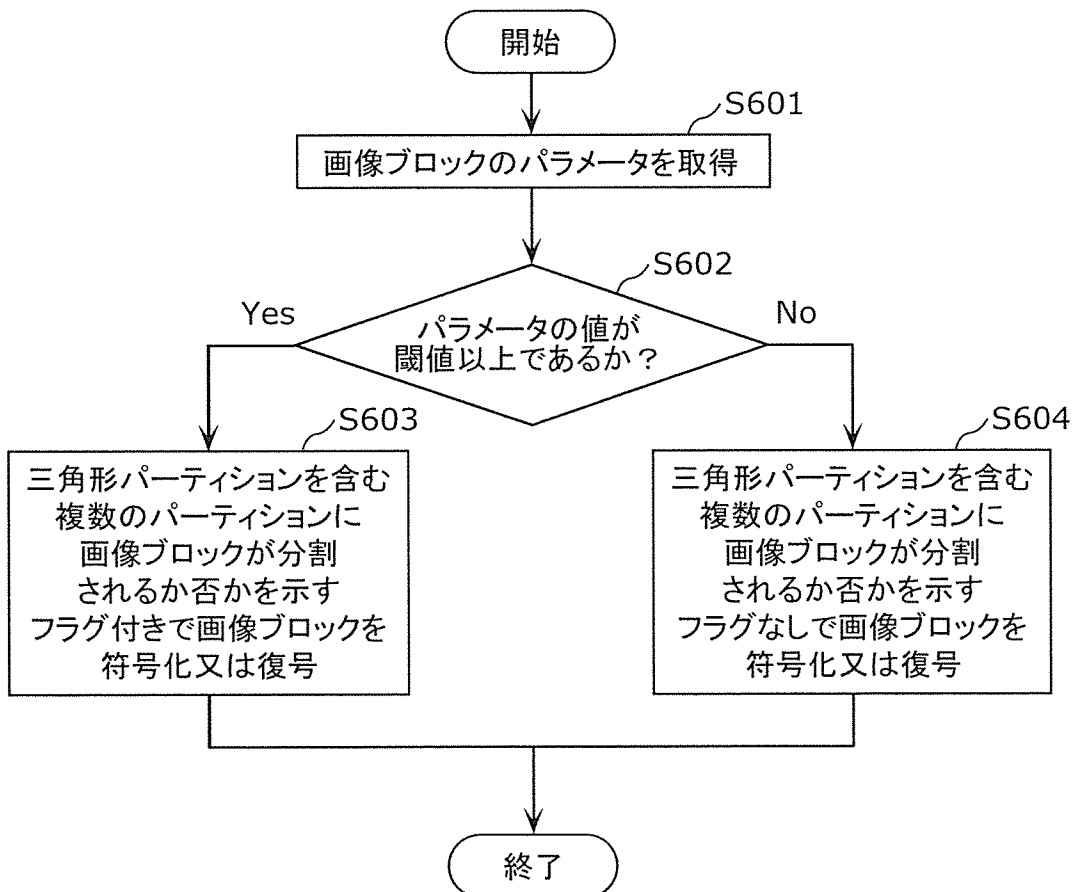 開始
S601
画像ブロックのパラメータを取得
S602
Yes
No
パラメータの値が
閾値以上であるか？
S603
三角形パーティションを含む
複数のパーティションに
画像ブロックが分割
されるか否かを示す
フラグ付きで画像ブロックを
符号化又は復号
S604
三角形パーティションを含む
複数のパーティションに
画像ブロックが分割
されるか否かを示す
フラグなしで画像ブロックを
符号化又は復号
終了